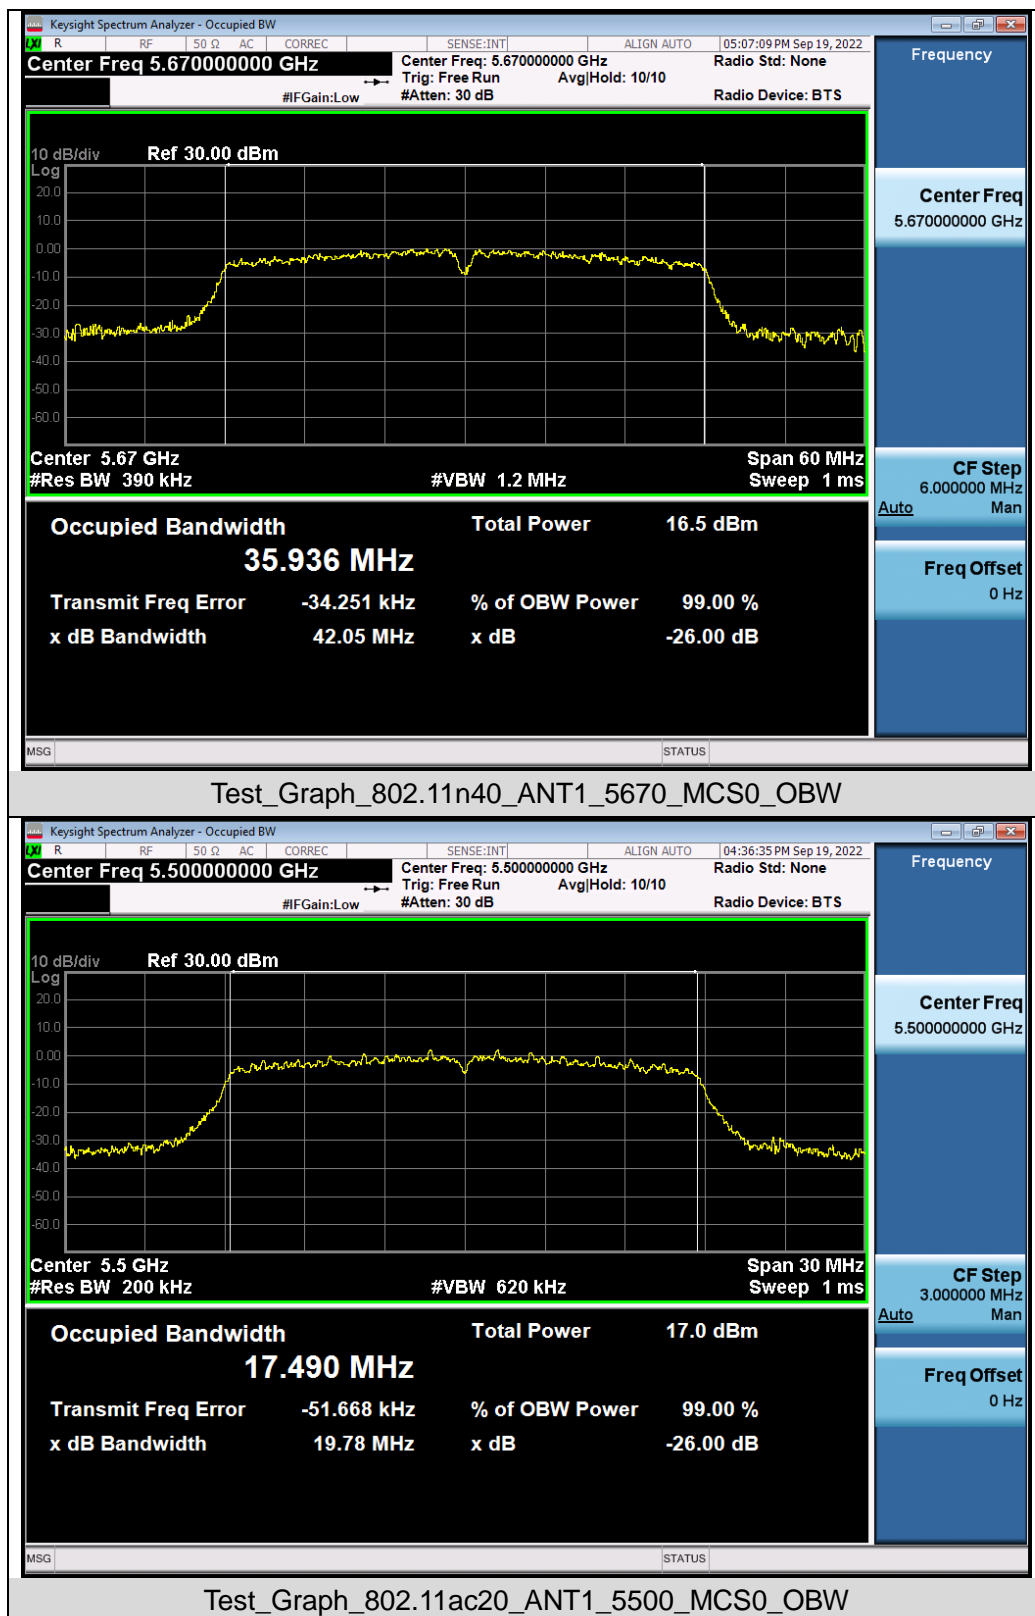 Keysight Spectrum Analyzer - Occupied BW
LXI R RF 50 Ω AC CORREC SENSE:INT ALIGN AUTO 05:07:09 PM Sep 19, 2022
Center Freq 5.670000000 GHz
Center Freq: 5.670000000 GHz Radio Std: None
Trig: Free Run Avg|Hold: 10/10
#IFGain:Low #Atten: 30 dB Radio Device: BTS
Frequency
10 dB/div Ref 30.00 dBm
Log
20.0
10.0
0.00
-10.0
-20.0
-30.0
-40.0
-50.0
-60.0
Center 5.67 GHz Span 60 MHz
#Res BW 390 kHz #VBW 1.2 MHz Sweep 1 ms
Center Freq
5.670000000 GHz
CF Step
6.000000 MHz
Auto Man
Freq Offset
0 Hz
Occupied Bandwidth Total Power 16.5 dBm
35.936 MHz
Transmit Freq Error -34.251 kHz % of OBW Power 99.00 %
x dB Bandwidth 42.05 MHz x dB -26.00 dB
MSG STATUS
Test_Graph_802.11n40_ANT1_5670_MCS0_OBW
Keysight Spectrum Analyzer - Occupied BW
LXI R RF 50 Ω AC CORREC SENSE:INT ALIGN AUTO 04:36:35 PM Sep 19, 2022
Center Freq 5.500000000 GHz
Center Freq: 5.500000000 GHz Radio Std: None
Trig: Free Run Avg|Hold: 10/10
#IFGain:Low #Atten: 30 dB Radio Device: BTS
Frequency
10 dB/div Ref 30.00 dBm
Log
20.0
10.0
0.00
-10.0
-20.0
-30.0
-40.0
-50.0
-60.0
Center 5.5 GHz Span 30 MHz
#Res BW 200 kHz #VBW 620 kHz Sweep 1 ms
Center Freq
5.500000000 GHz
CF Step
3.000000 MHz
Auto Man
Freq Offset
0 Hz
Occupied Bandwidth Total Power 17.0 dBm
17.490 MHz
Transmit Freq Error -51.668 kHz % of OBW Power 99.00 %
x dB Bandwidth 19.78 MHz x dB -26.00 dB
MSG STATUS
Test_Graph_802.11ac20_ANT1_5500_MCS0_OBW